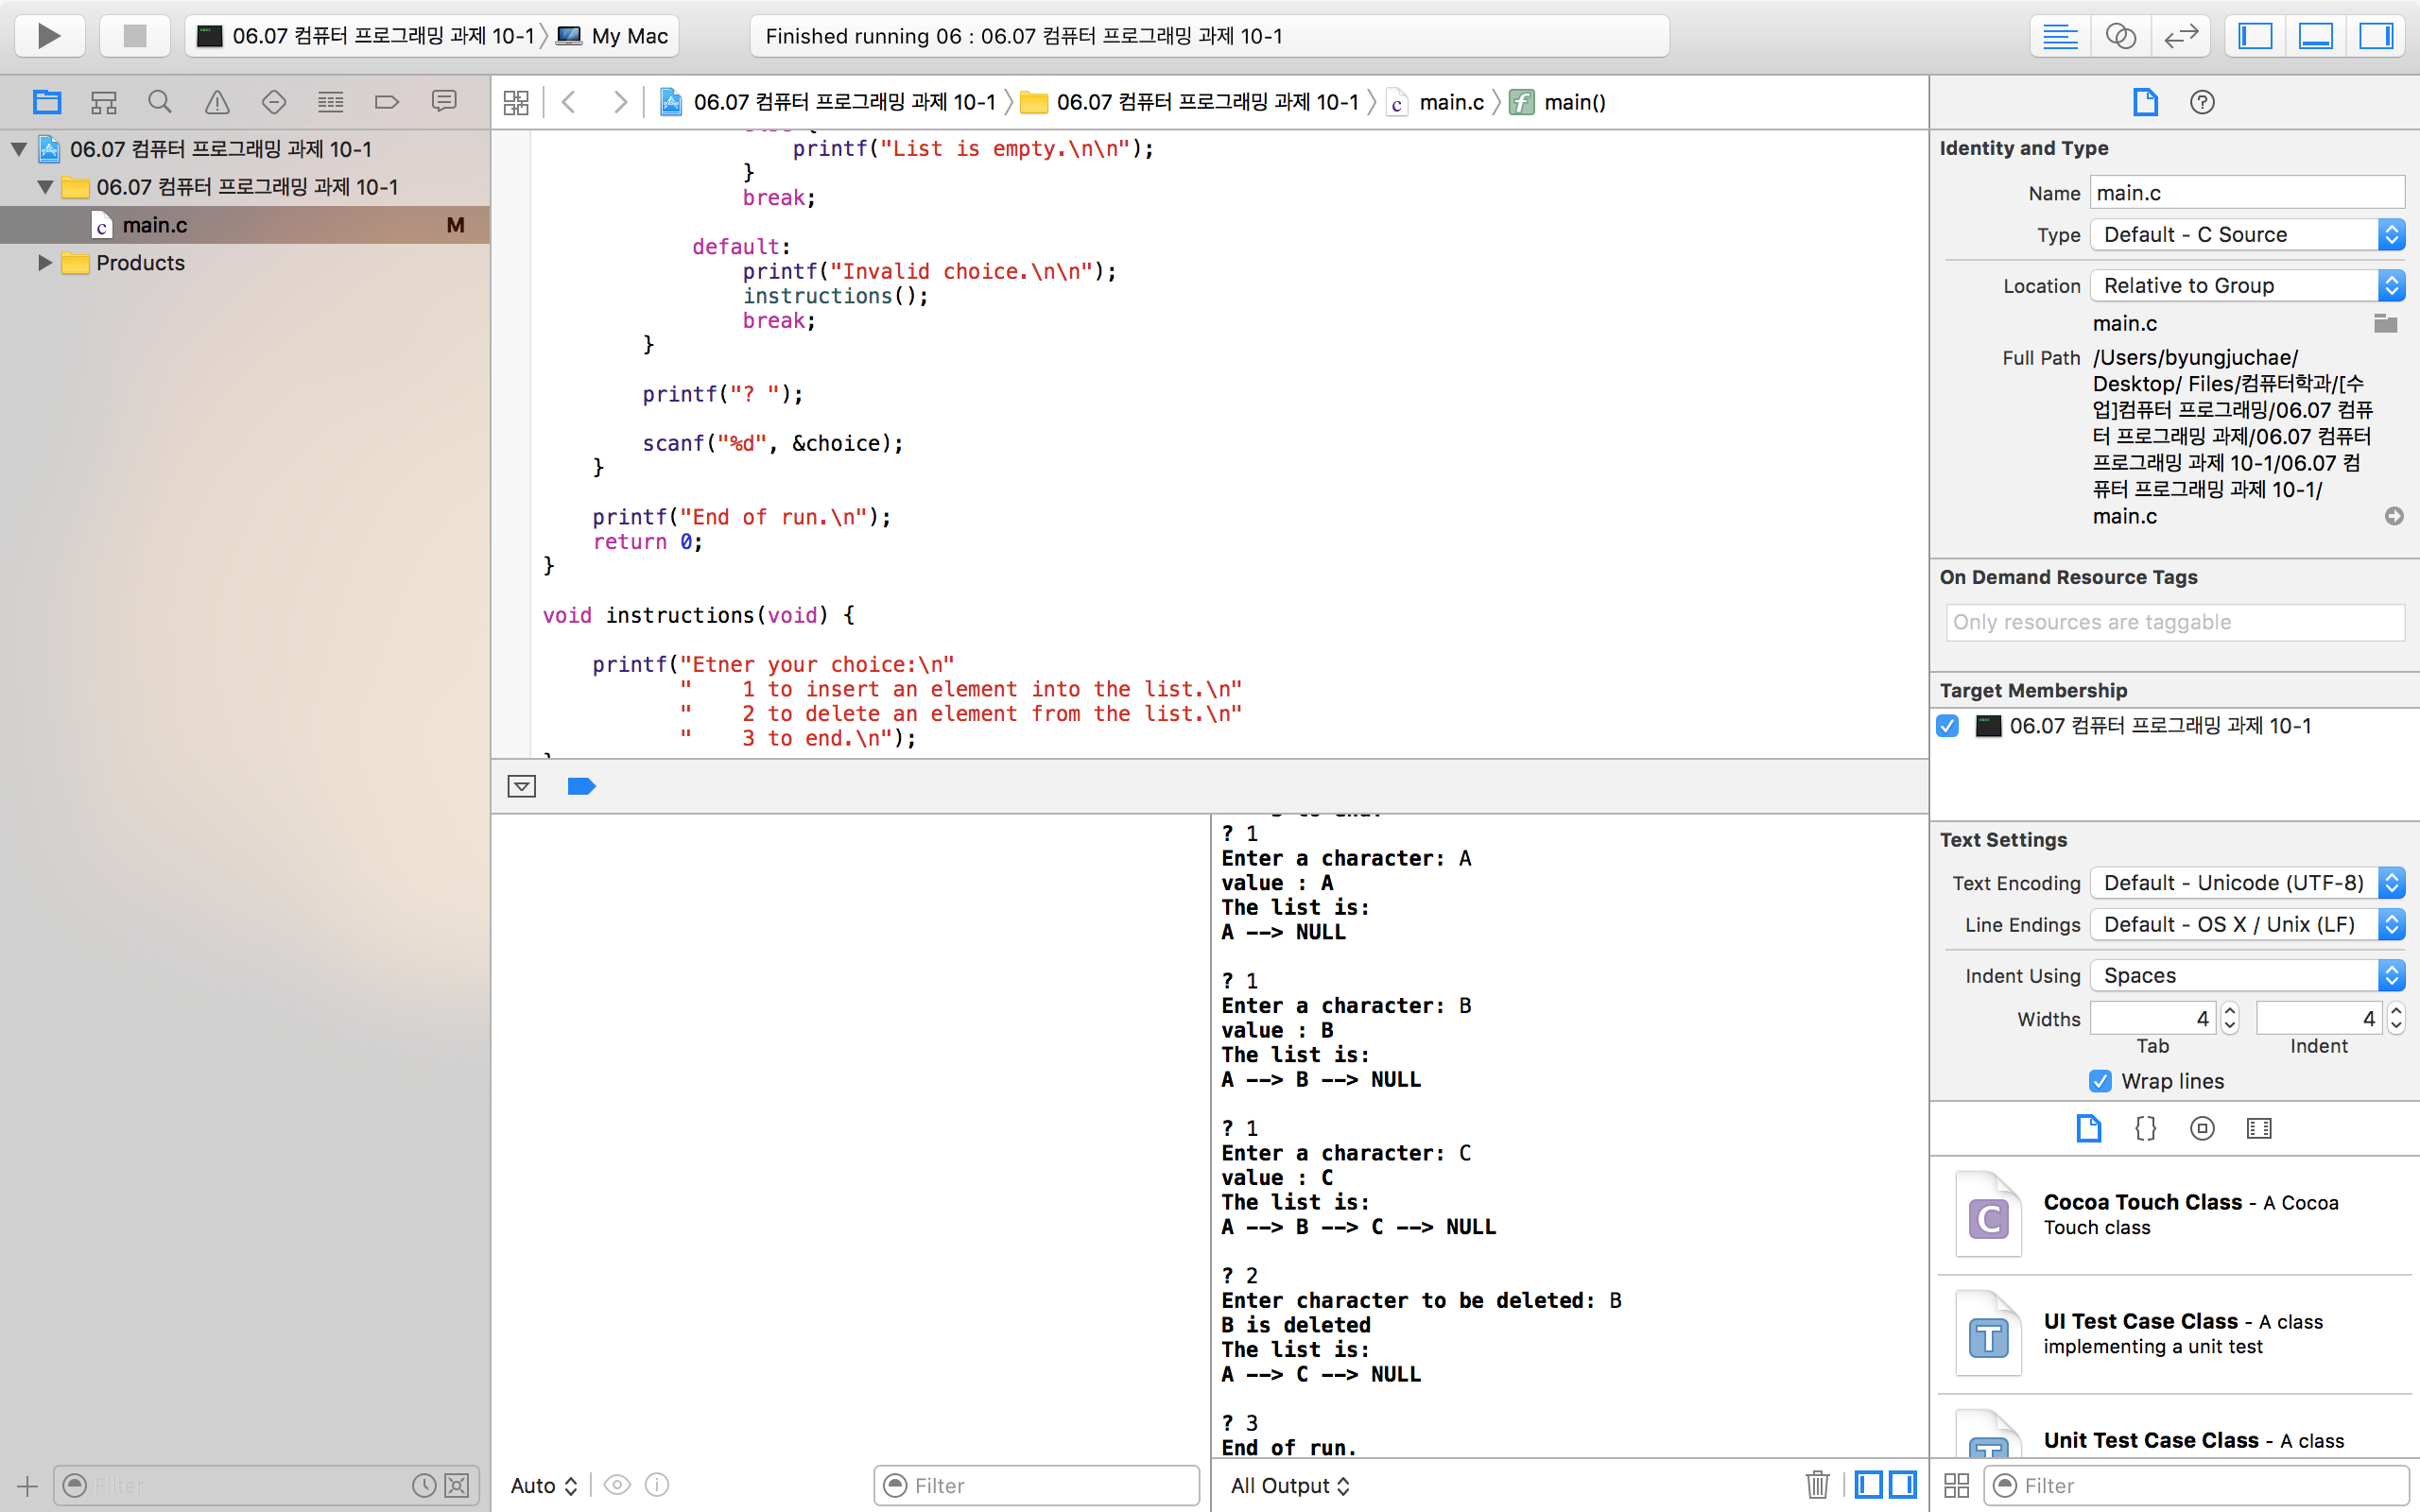 06.07 컴퓨터 프로그래밍 과제 10-1 My Mac
Finished running 06 : 06.07 컴퓨터 프로그래밍 과제 10-1
06.07 컴퓨터 프로그래밍 과제 10-1 06.07 컴퓨터 프로그래밍 과제 10-1 main.c main()
06.07 컴퓨터 프로그래밍 과제 10-1
06.07 컴퓨터 프로그래밍 과제 10-1
main.c M
Products
Filter
printf("List is empty.\n\n");
}
break;
default:
printf("Invalid choice.\n\n");
instructions();
break;
}
printf("? ");
scanf("%d", &choice);
}
printf("End of run.\n");
return 0;
}
void instructions(void) {
printf("Etner your choice:\n"
"    1 to insert an element into the list.\n"
"    2 to delete an element from the list.\n"
"    3 to end.\n");
? 1
Enter a character: A
value : A
The list is:
A --> NULL
? 1
Enter a character: B
value : B
The list is:
A --> B --> NULL
? 1
Enter a character: C
value : C
The list is:
A --> B --> C --> NULL
? 2
Enter character to be deleted: B
B is deleted
The list is:
A --> C --> NULL
? 3
End of run.
Auto
Filter
All Output
Identity and Type
Name main.c
Type Default - C Source
Location Relative to Group
main.c
Full Path /Users/byungjuchae/
Desktop/ Files/컴퓨터학과/[수
업]컴퓨터 프로그래밍/06.07 컴퓨
터 프로그래밍 과제/06.07 컴퓨터
프로그래밍 과제 10-1/06.07 컴
퓨터 프로그래밍 과제 10-1/
main.c
On Demand Resource Tags
Only resources are taggable
Target Membership
06.07 컴퓨터 프로그래밍 과제 10-1
Text Settings
Text Encoding Default - Unicode (UTF-8)
Line Endings Default - OS X / Unix (LF)
Indent Using Spaces
Widths 4 4
Tab Indent
Wrap lines
C
Cocoa Touch Class - A Cocoa
Touch class
T
UI Test Case Class - A class
implementing a unit test
Unit Test Case Class - A class
Filter